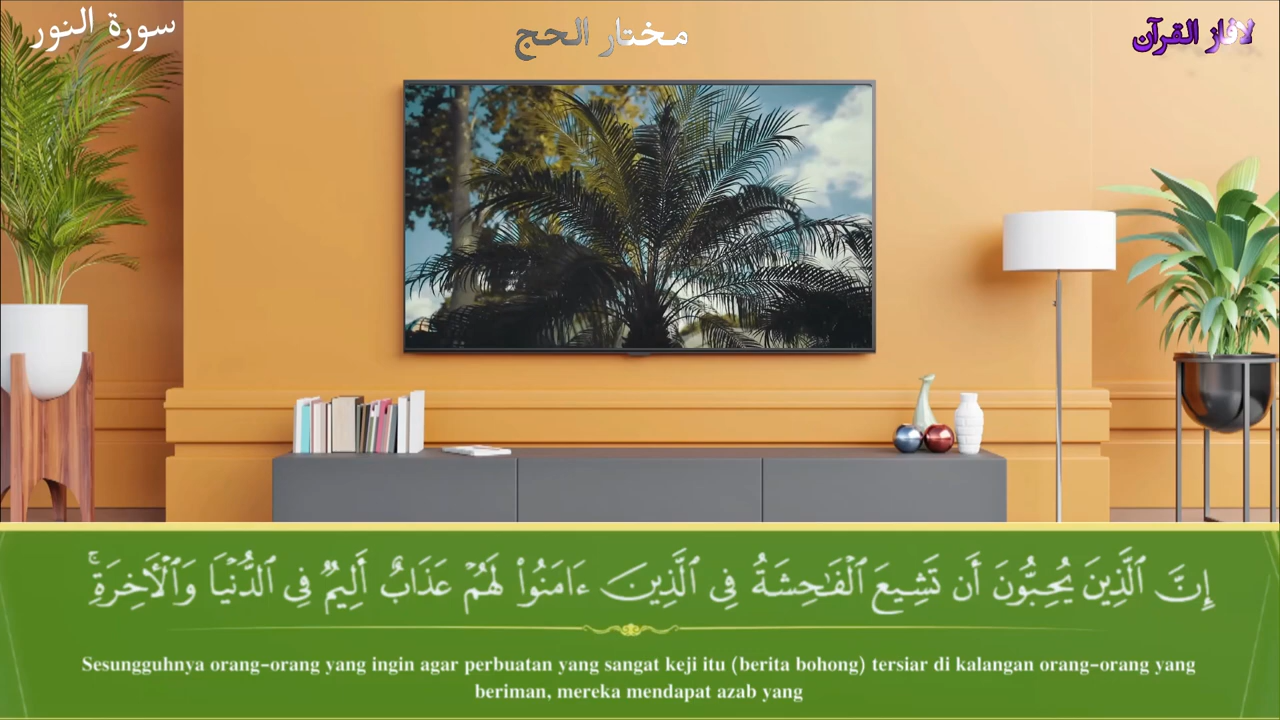 سورة النور
مختار الحج
لافاز القرآن
إِنَّ ٱلَّذِينَ يُحِبُّونَ أَن تَشِيعَ ٱلْفَـٰحِشَةُ فِى ٱلَّذِينَ ءَامَنُوا۟ لَهُمْ عَذَابٌ أَلِيمٌ فِى ٱلدُّنْيَا وَٱلْـَٔاخِرَةِ ۚ
Sesungguhnya orang-orang yang ingin agar perbuatan yang sangat keji itu (berita bohong) tersiar di kalangan orang-orang yang
beriman, mereka mendapat azab yang